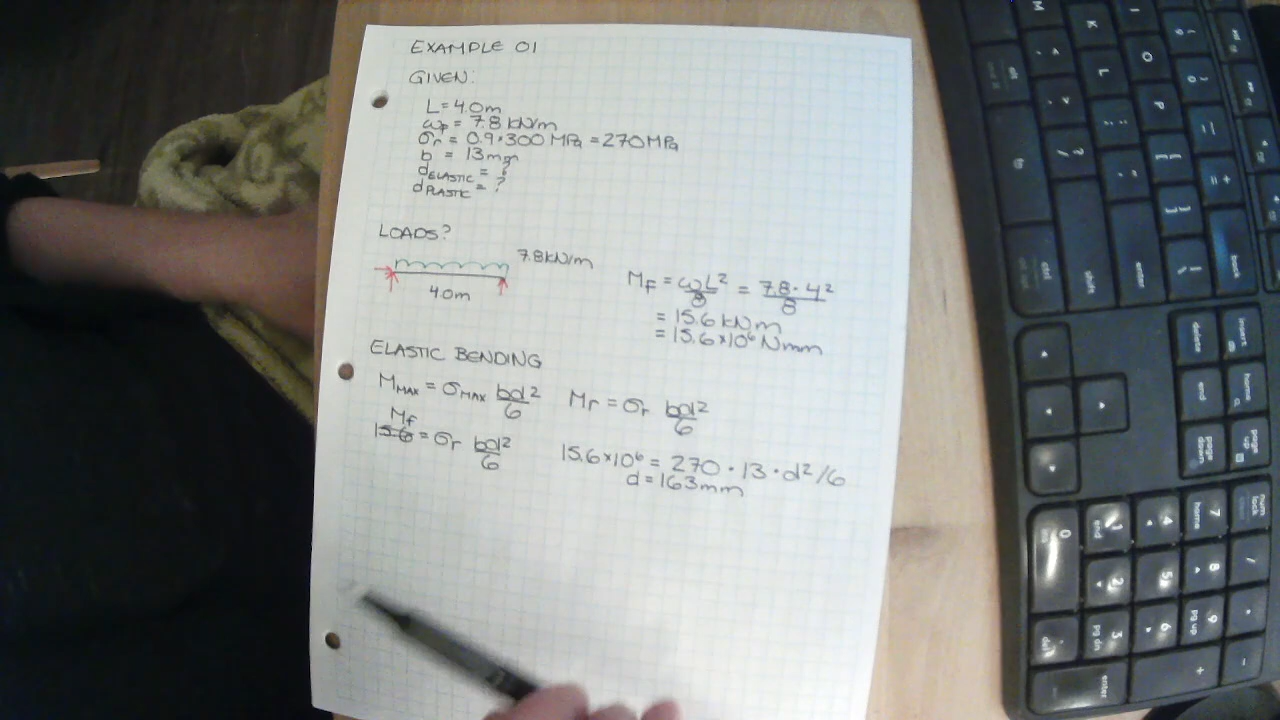 EXAMPLE 01
GIVEN:
L = 4.0m
ωf = 7.8 kN/m
σr = 0.9·300 MPa = 270 MPa
b = 13mm
dELASTIC = ?
dPLASTIC = ?
LOADS?
7.8kN/m
4.0m
Mf = ωL²/8 = 7.8·4²/8
= 15.6 kNm
= 15.6×10⁶ Nmm
ELASTIC BENDING
MMAX = σMAX bd²/6
Mf
15.6 = σr bd²/6
Mr = σr bd²/6
15.6×10⁶ = 270·13·d²/6
d = 163mm